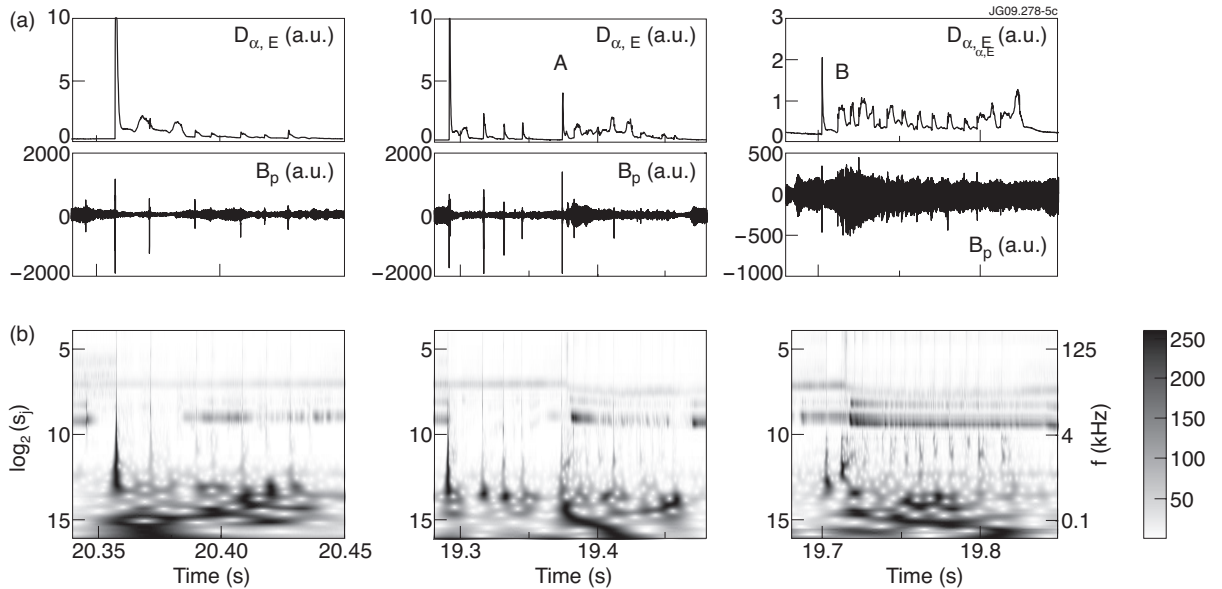 JG09.278-5c
(a)
10
5
0
Dα, E (a.u.)
10
5
0
Dα, E (a.u.)
A
3
2
1
0
Dα, E (a.u.)
α,E
B
2000
0
−2000
Bp (a.u.)
2000
0
−2000
Bp (a.u.)
500
0
−500
−1000
Bp (a.u.)
(b)
5
10
15
log2 (sj)
20.35
20.40
20.45
Time (s)
5
10
15
19.3
19.4
Time (s)
5
10
15
19.7
19.8
Time (s)
125
4
0.1
f (kHz)
250
200
150
100
50